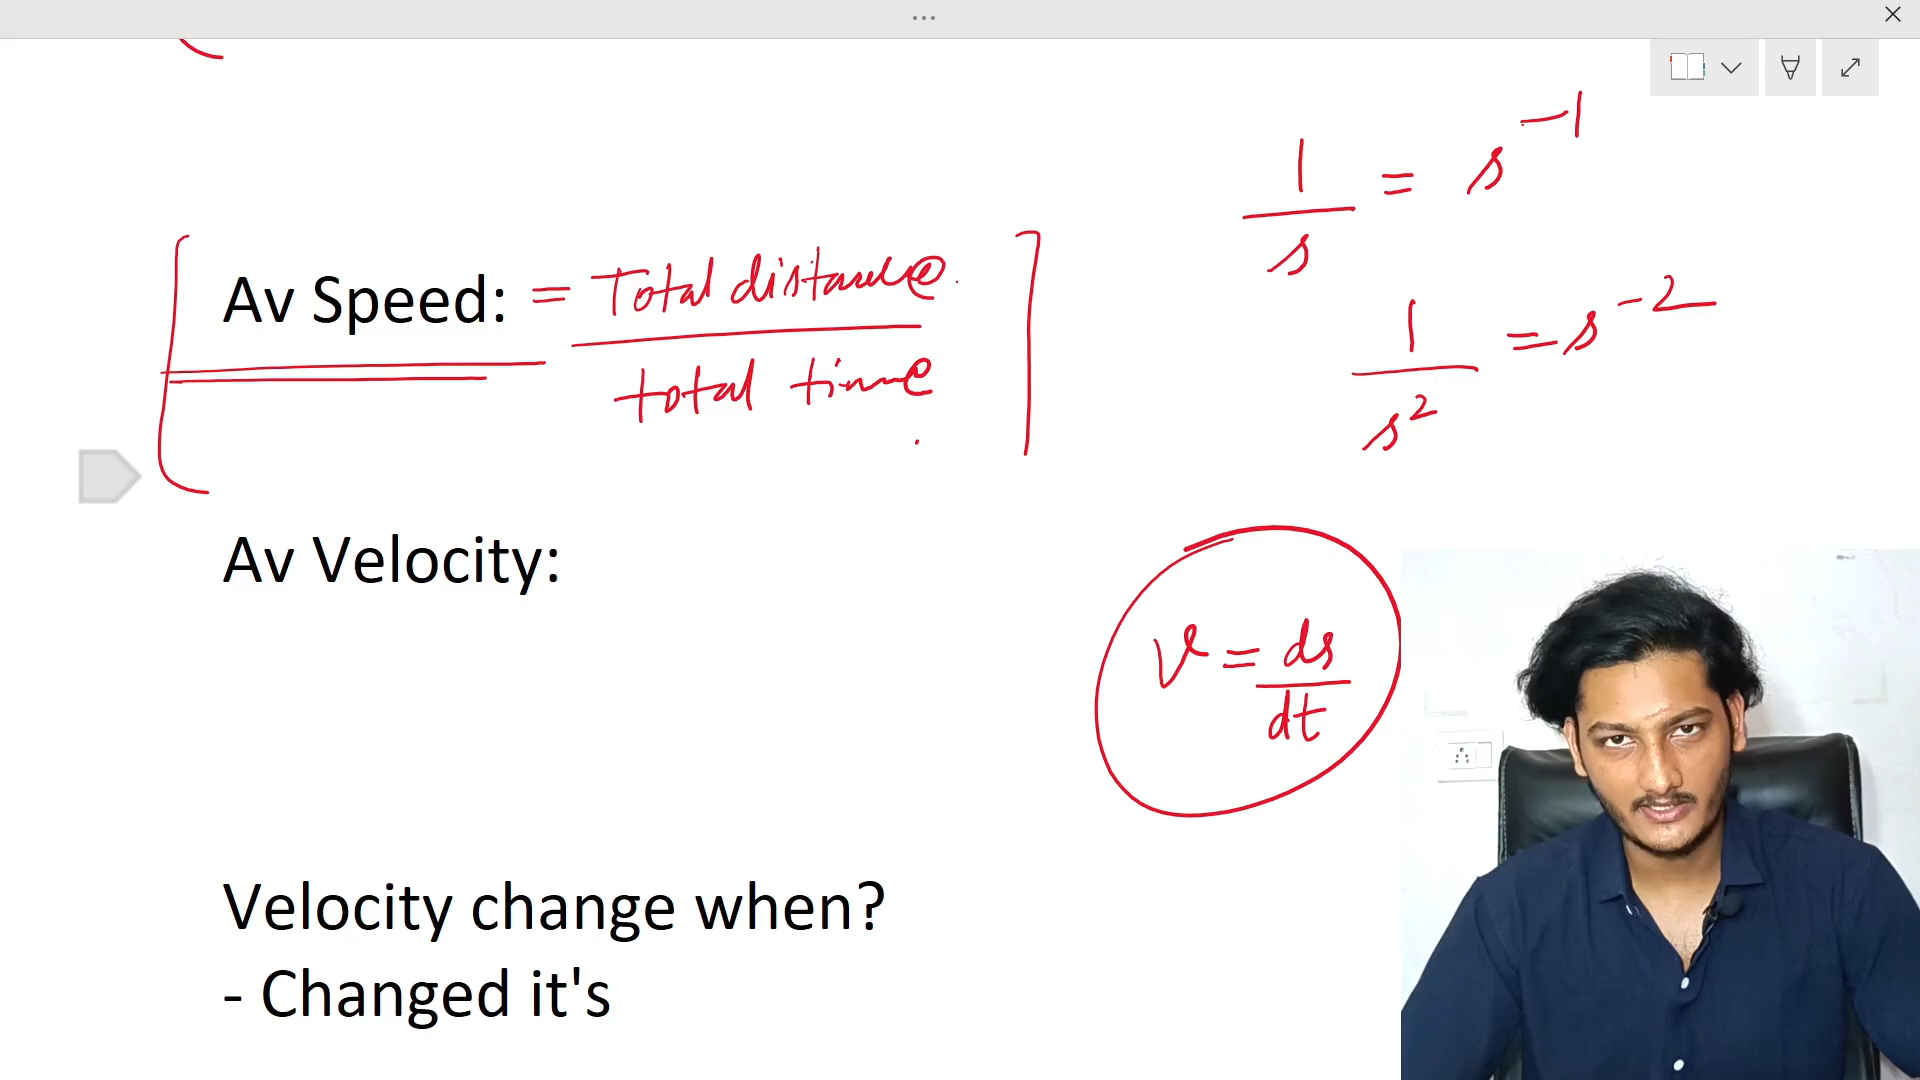 Av Speed: = Total distance
total time
1/s = s⁻¹
1/s² = s⁻²
Av Velocity:
v = ds/dt
Velocity change when?
- Changed it's